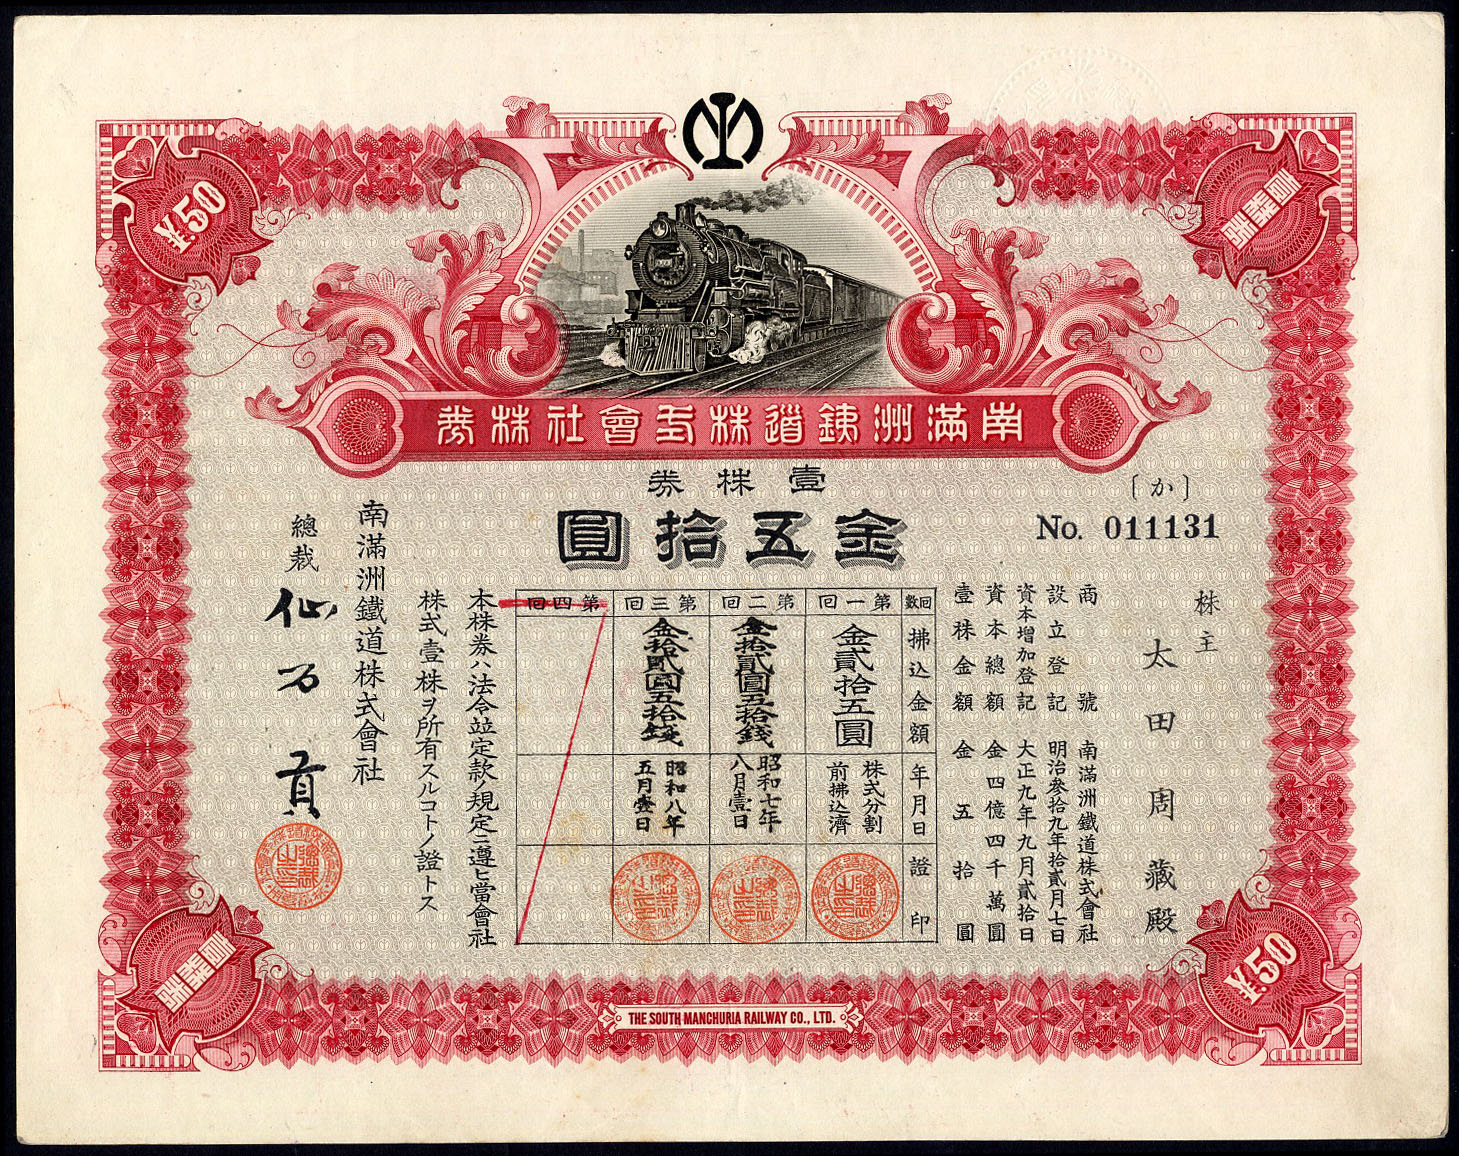 ¥50
壹株券
南滿洲鐵道株式會社株券
壹株券
金五拾圓
〔か〕
No. 011131
株主
太田周藏殿
商號 南滿洲鐵道株式會社
設立登記 明治參拾九年拾貳月七日
資本增加登記 大正九年九月貳拾日
資本總額 金四億四千萬圓
壹株金額 金五拾圓
回數 拂込金額 年月日 證印
第一回 金貳拾五圓 株式分割前拂込濟
第二回 金拾貳圓五拾錢 昭和七年八月壹日
第三回 金拾貳圓五拾錢 昭和八年五月壹日
第四回
本株券ハ法令竝定款ノ規定ニ遵ヒ當會社
株式壹株ヲ所有スルコトノ證トス
南滿洲鐵道株式會社
總裁 仙石貢
壹株券
¥50
THE SOUTH MANCHURIA RAILWAY CO., LTD.